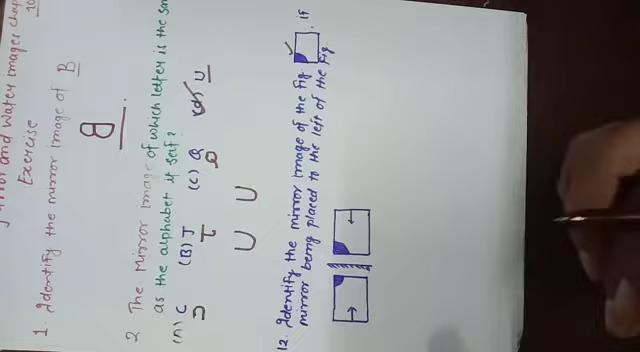 and water images chap
10
Exercise
1. Identify the mirror image of B
2 The mirror image of which letter is the sam
as the alphabet it self?
(A) C (B) J (C) Q (D) U
U U
12. Identify the mirror image of the fig. , if
mirror being placed to the left of the fig.